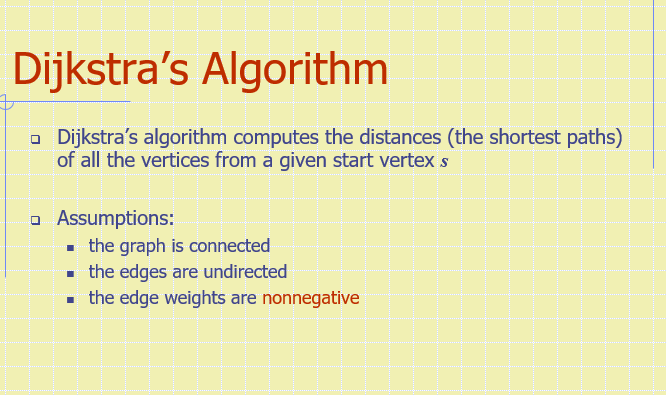 Dijkstra’s Algorithm
Dijkstra’s algorithm computes the distances (the shortest paths)
of all the vertices from a given start vertex s
Assumptions:
the graph is connected
the edges are undirected
the edge weights are nonnegative